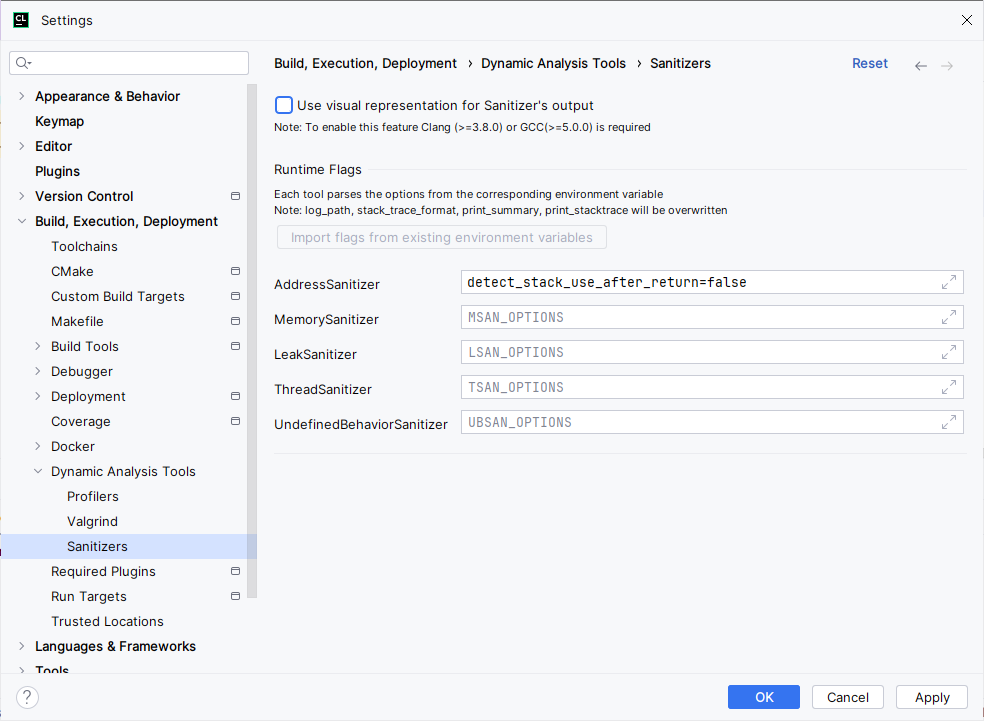 CL Settings
Appearance & Behavior
Keymap
Editor
Plugins
Version Control
Build, Execution, Deployment
Toolchains
CMake
Custom Build Targets
Makefile
Build Tools
Debugger
Deployment
Coverage
Docker
Dynamic Analysis Tools
Profilers
Valgrind
Sanitizers
Required Plugins
Run Targets
Trusted Locations
Languages & Frameworks
Tools
Build, Execution, Deployment › Dynamic Analysis Tools › Sanitizers Reset
Use visual representation for Sanitizer's output
Note: To enable this feature Clang (>=3.8.0) or GCC(>=5.0.0) is required
Runtime Flags
Each tool parses the options from the corresponding environment variable
Note: log_path, stack_trace_format, print_summary, print_stacktrace will be overwritten
Import flags from existing environment variables
AddressSanitizer detect_stack_use_after_return=false
MemorySanitizer MSAN_OPTIONS
LeakSanitizer LSAN_OPTIONS
ThreadSanitizer TSAN_OPTIONS
UndefinedBehaviorSanitizer UBSAN_OPTIONS
? OK Cancel Apply